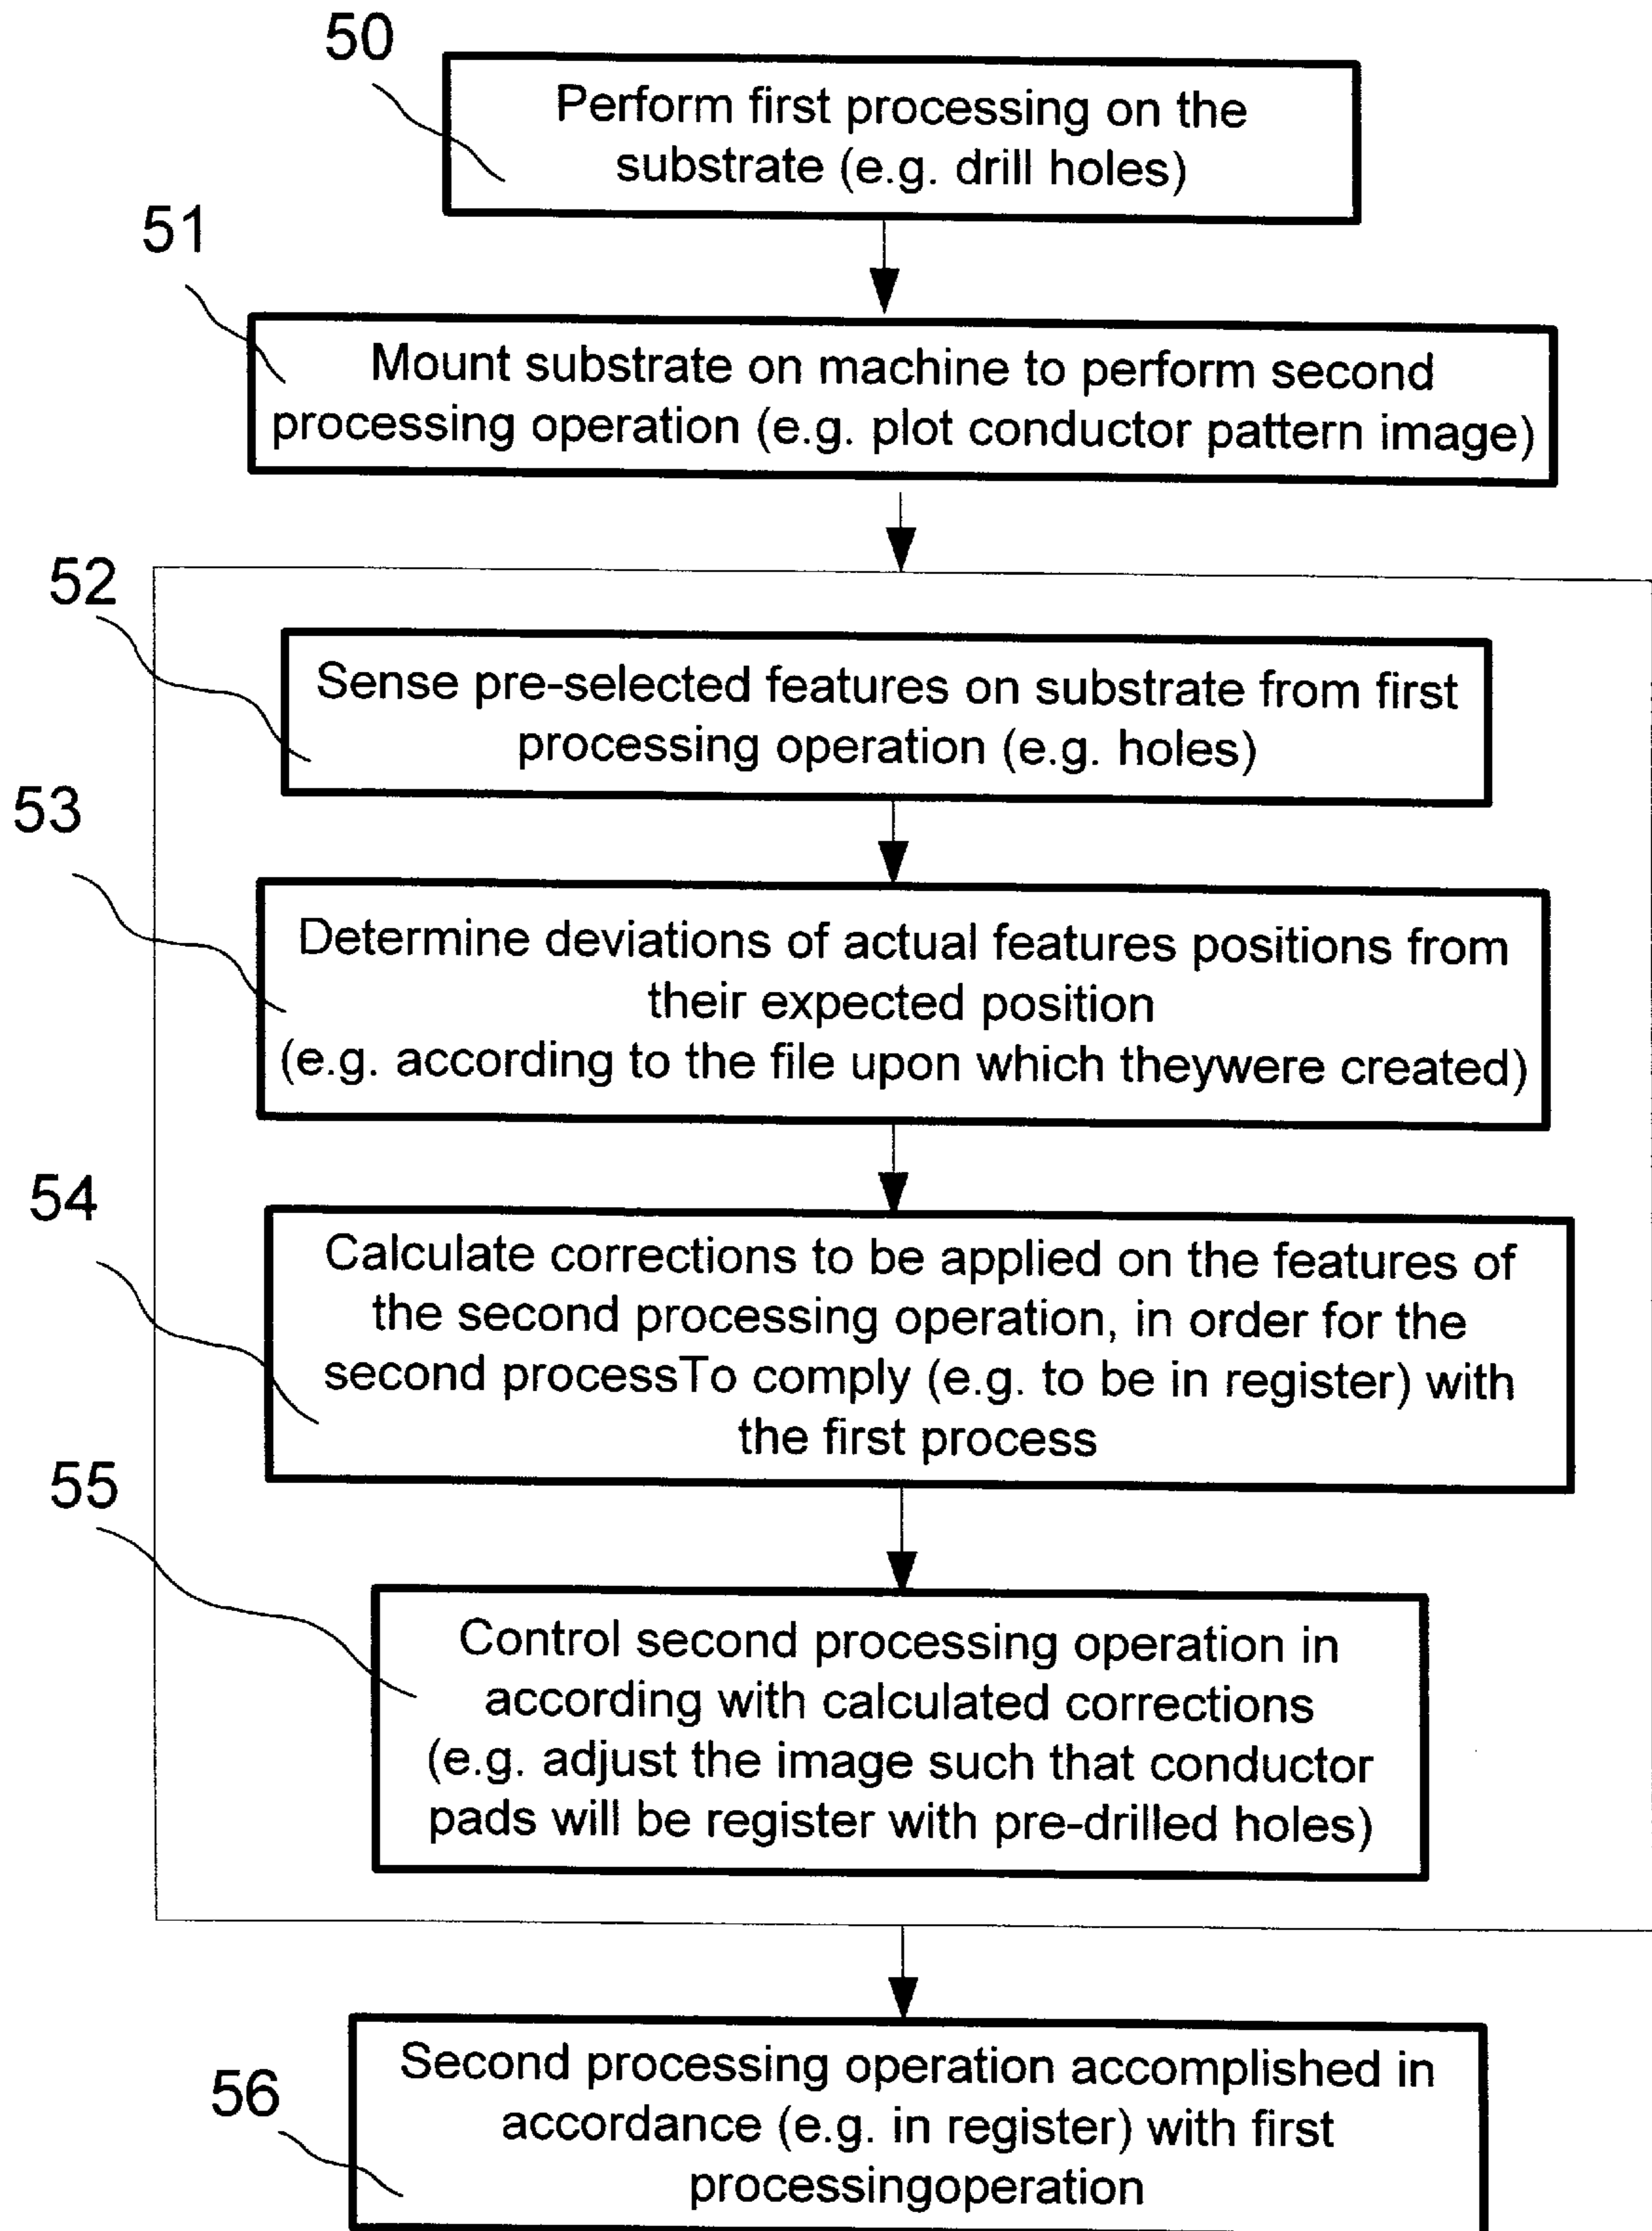 50
Perform first processing on the
substrate (e.g. drill holes)
51
Mount substrate on machine to perform second
processing operation (e.g. plot conductor pattern image)
52
Sense pre-selected features on substrate from first
processing operation (e.g. holes)
53
Determine deviations of actual features positions from
their expected position
(e.g. according to the file upon which theywere created)
54
Calculate corrections to be applied on the features of
the second processing operation, in order for the
second processTo comply (e.g. to be in register) with
the first process
55
Control second processing operation in
according with calculated corrections
(e.g. adjust the image such that conductor
pads will be register with pre-drilled holes)
56
Second processing operation accomplished in
accordance (e.g. in register) with first
processingoperation